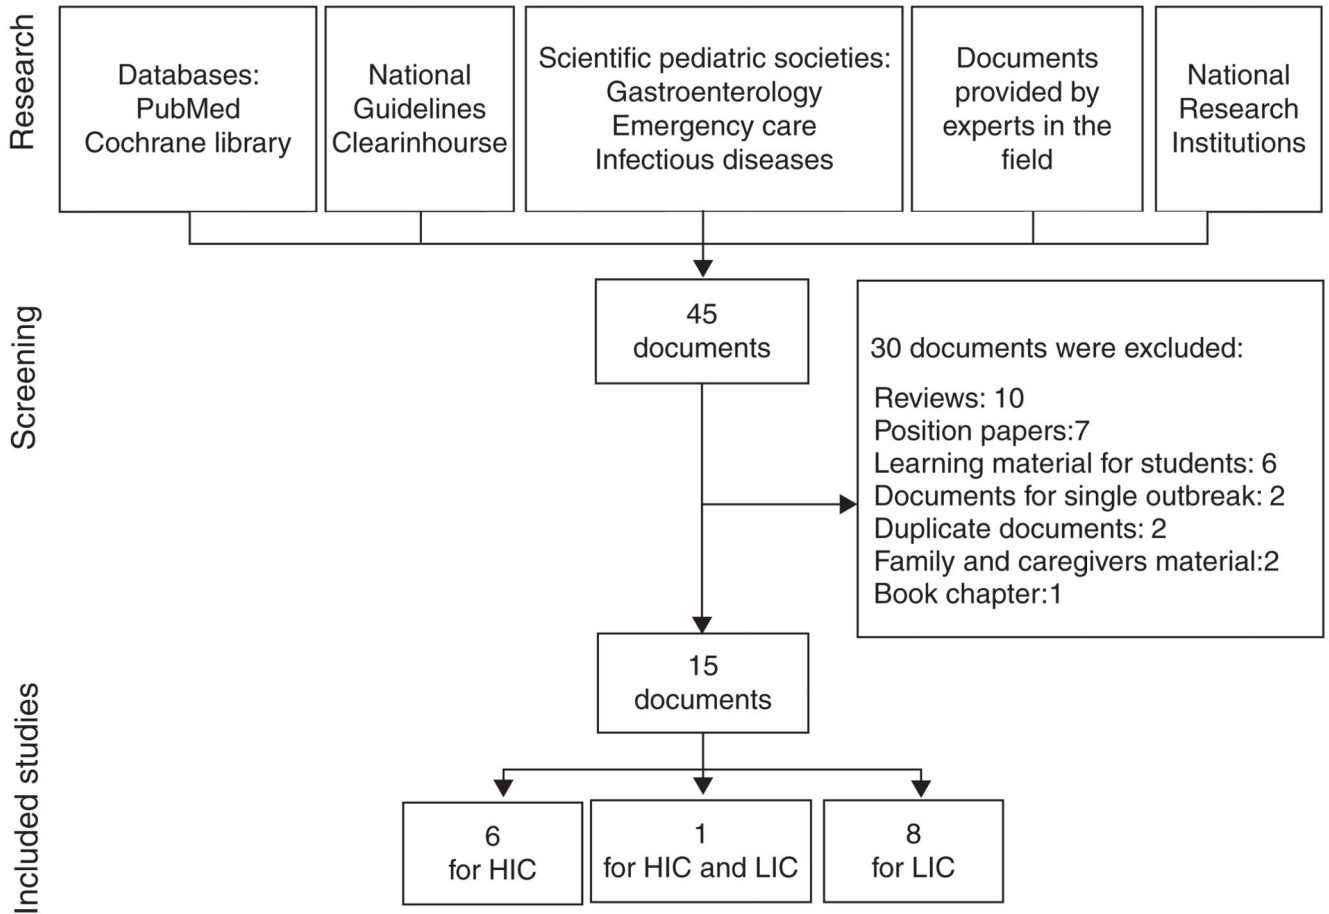 Research
Databases:
PubMed
Cochrane library
National
Guidelines
Clearinhourse
Scientific pediatric societies:
Gastroenterology
Emergency care
Infectious diseases
Documents
provided by
experts in the
field
National
Research
Institutions
Screening
45
documents
30 documents were excluded:
Reviews: 10
Position papers:7
Learning material for students: 6
Documents for single outbreak: 2
Duplicate documents: 2
Family and caregivers material:2
Book chapter:1
Included studies
15
documents
6
for HIC
1
for HIC and LIC
8
for LIC